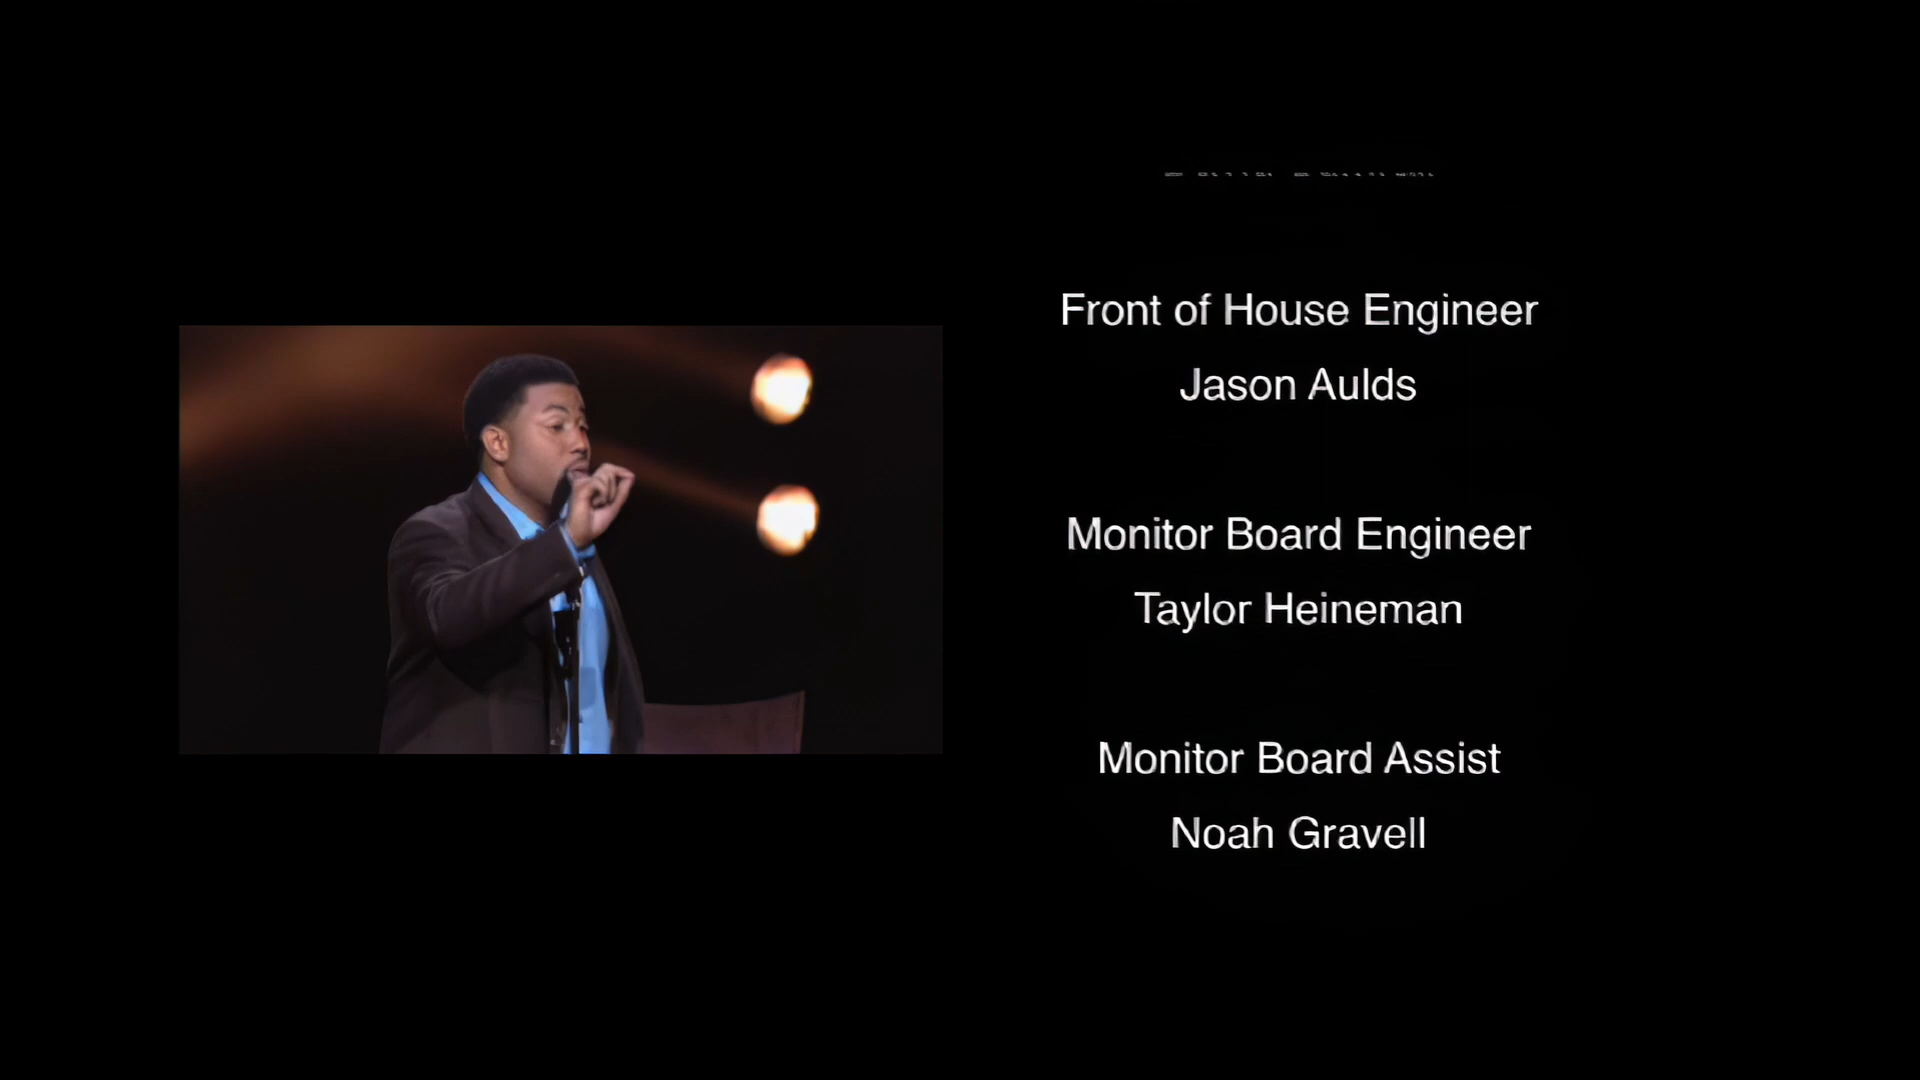 Front of House Engineer
Jason Aulds
Monitor Board Engineer
Taylor Heineman
Monitor Board Assist
Noah Gravell